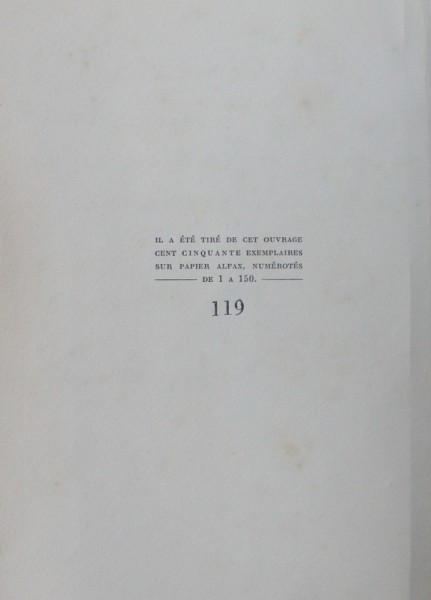 IL A ÉTÉ TIRÉ DE CET OUVRAGE
CENT CINQUANTE EXEMPLAIRES
SUR PAPIER ALFAX, NUMÉROTÉS
DE 1 A 150.
119